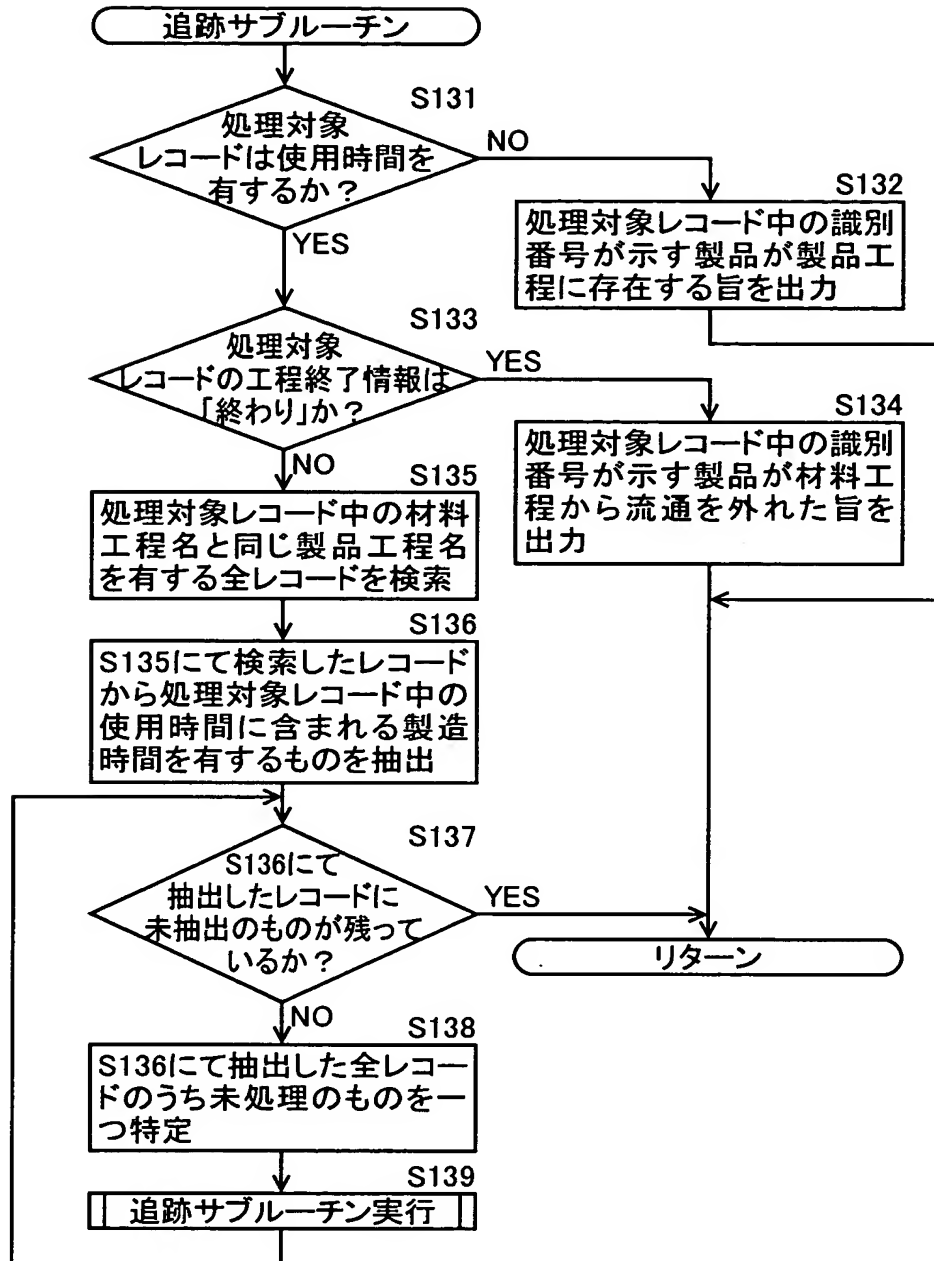 追跡サブルーチン
S131
処理対象
レコードは使用時間を
有するか?
NO
YES
S132
処理対象レコード中の識別
番号が示す製品が製品工
程に存在する旨を出力
S133
処理対象
レコードの工程終了情報は
「終わり」か?
YES
NO
S134
処理対象レコード中の識別
番号が示す製品が材料工
程から流通を外れた旨を
出力
S135
処理対象レコード中の材料
工程名と同じ製品工程名
を有する全レコードを検索
S136
S135にて検索したレコード
から処理対象レコード中の
使用時間に含まれる製造
時間を有するものを抽出
S137
S136にて
抽出したレコードに
未抽出のものが残って
いるか?
YES
リターン
NO
S138
S136にて抽出した全レコー
ドのうち未処理のものを一
つ特定
S139
追跡サブルーチン実行